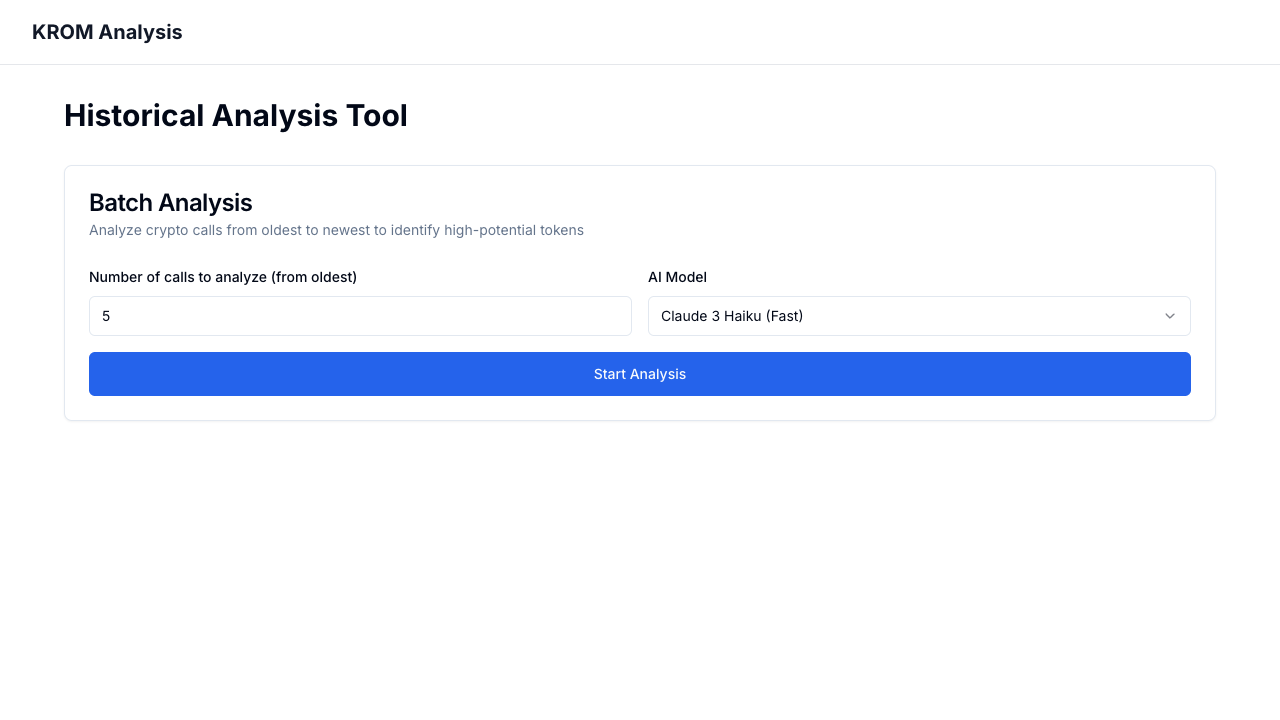 KROM Analysis
Historical Analysis Tool
Batch Analysis
Analyze crypto calls from oldest to newest to identify high-potential tokens
Number of calls to analyze (from oldest)
AI Model
5
Claude 3 Haiku (Fast)
Start Analysis